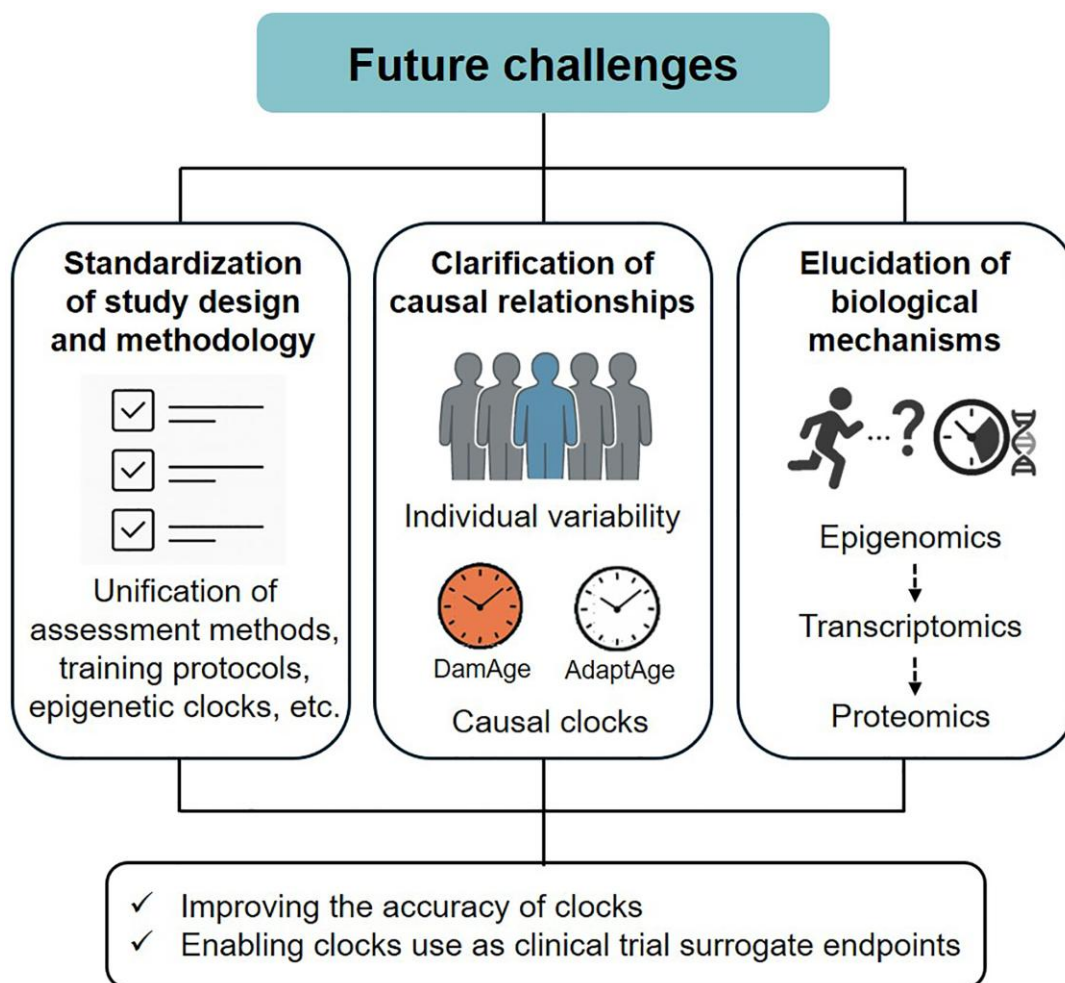 Future challenges
Standardization
of study design
and methodology
Unification of
assessment methods,
training protocols,
epigenetic clocks, etc.
Clarification of
causal relationships
Individual variability
DamAge
AdaptAge
Causal clocks
Elucidation of
biological
mechanisms
...?
Epigenomics
Transcriptomics
Proteomics
✓ Improving the accuracy of clocks
✓ Enabling clocks use as clinical trial surrogate endpoints